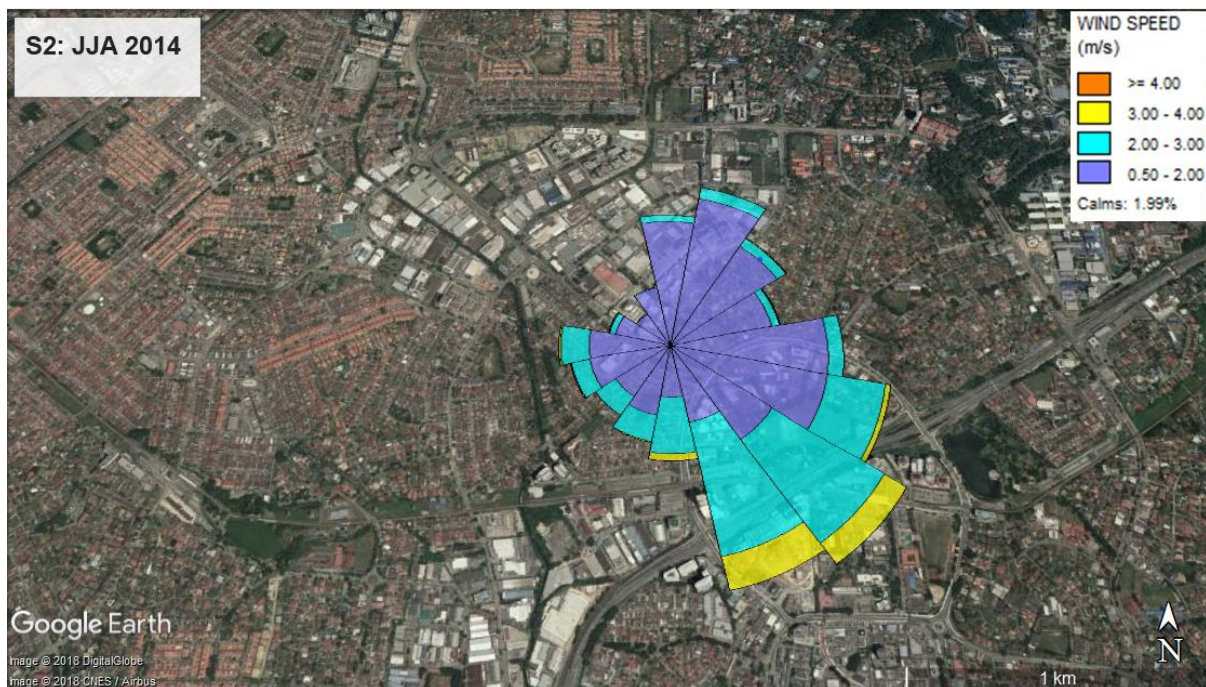 S2: JJA 2014
WIND SPEED
(m/s)
>= 4.00
3.00 - 4.00
2.00 - 3.00
0.50 - 2.00
Calms: 1.99%
Google Earth
Image © 2018 DigitalGlobe
Image © 2018 CNES / Airbus
N
1 km